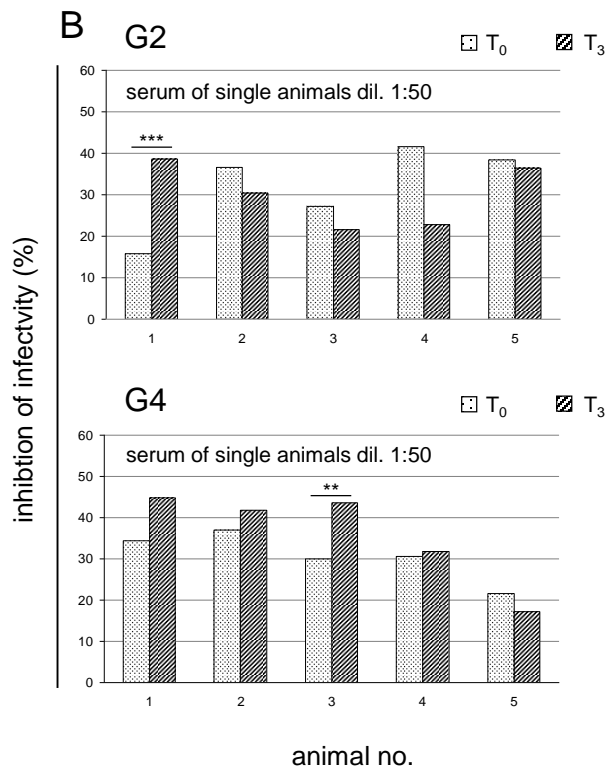 B
G2
T0 T3
serum of single animals dil. 1:50
***
60
50
40
30
20
10
0
1 2 3 4 5
G4
T0 T3
serum of single animals dil. 1:50
**
60
50
40
30
20
10
0
1 2 3 4 5
inhibtion of infectvity (%)
animal no.